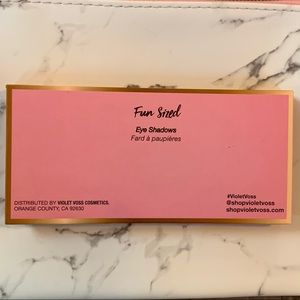 Fun Sized
Eye Shadows
Fard à paupières
DISTRIBUTED BY VIOLET VOSS COSMETICS.
ORANGE COUNTY, CA 92630
#VioletVoss
@shopvioletvoss
shopvioletvoss.com